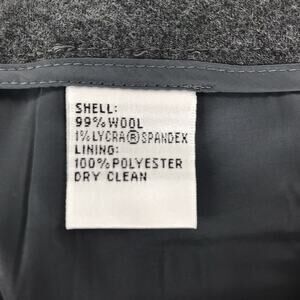 SHELL:
99% WOOL
1% LYCRA® SPANDEX
LINING:
100% POLYESTER
DRY CLEAN